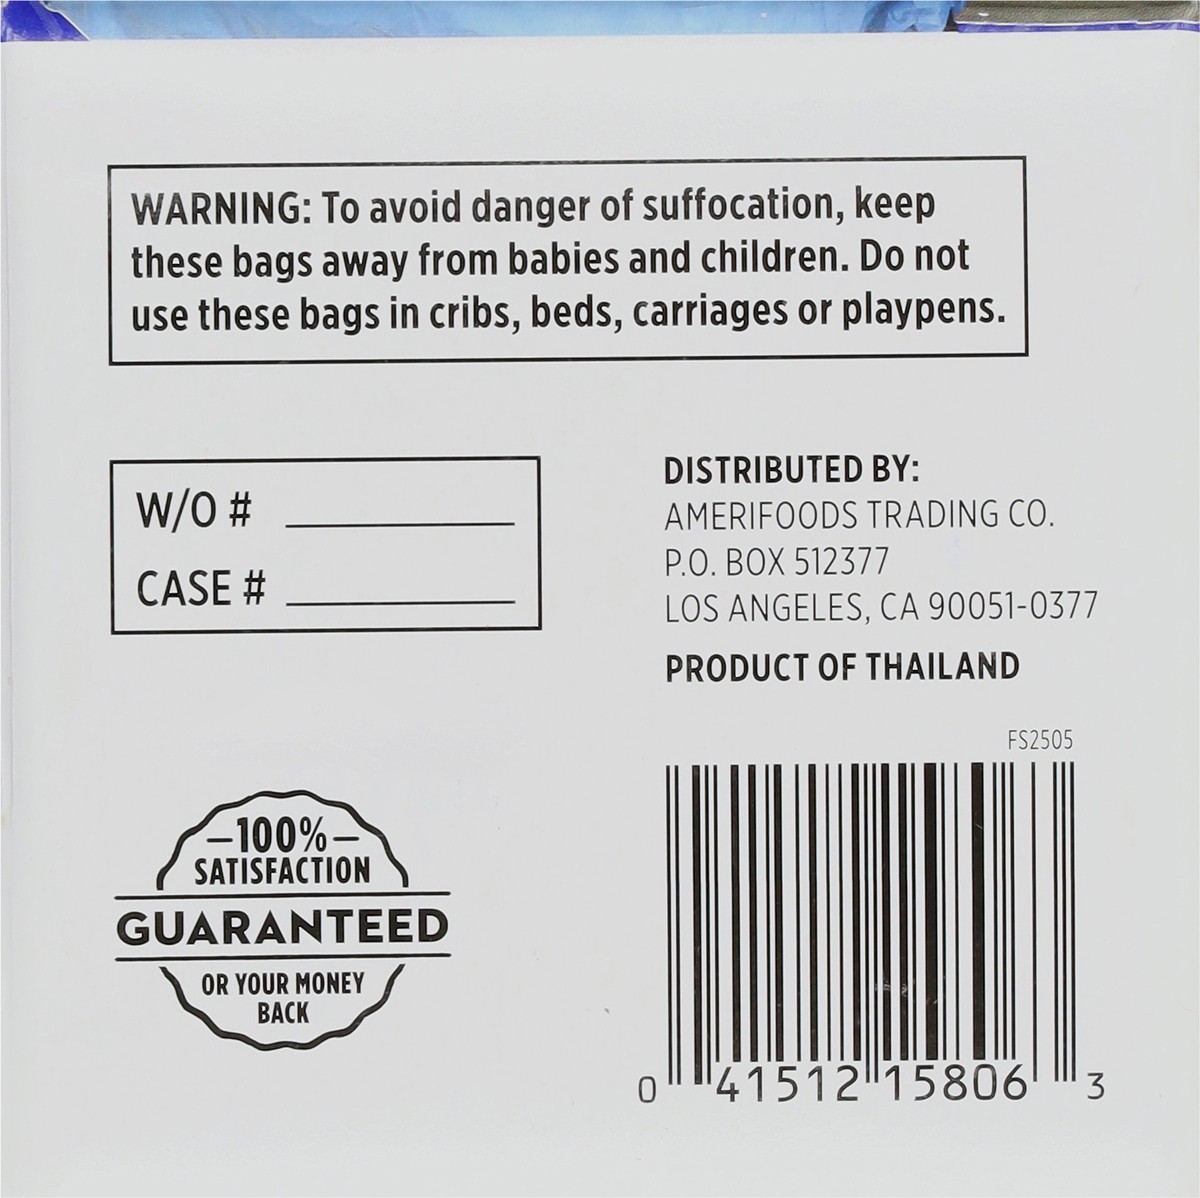 WARNING: To avoid danger of suffocation, keep
these bags away from babies and children. Do not
use these bags in cribs, beds, carriages or playpens.
W/O # ____________
CASE # ____________
DISTRIBUTED BY:
AMERIFOODS TRADING CO.
P.O. BOX 512377
LOS ANGELES, CA 90051-0377
PRODUCT OF THAILAND
FS2505
–100%–
SATISFACTION
GUARANTEED
OR YOUR MONEY
BACK
0 41512 15806 3